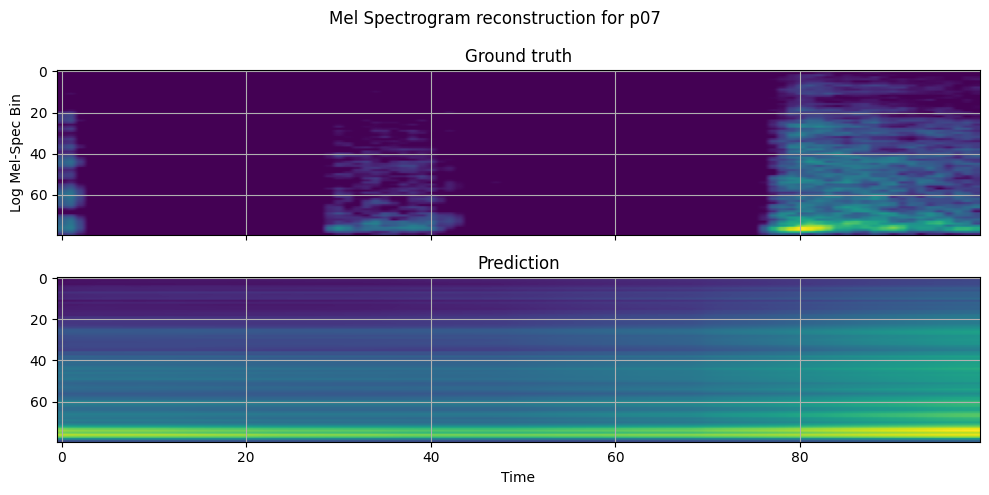 Mel Spectrogram reconstruction for p07
Ground truth
0
20
40
60
Log Mel-Spec Bin
Prediction
0
20
40
60
0 20 40 60 80
Time